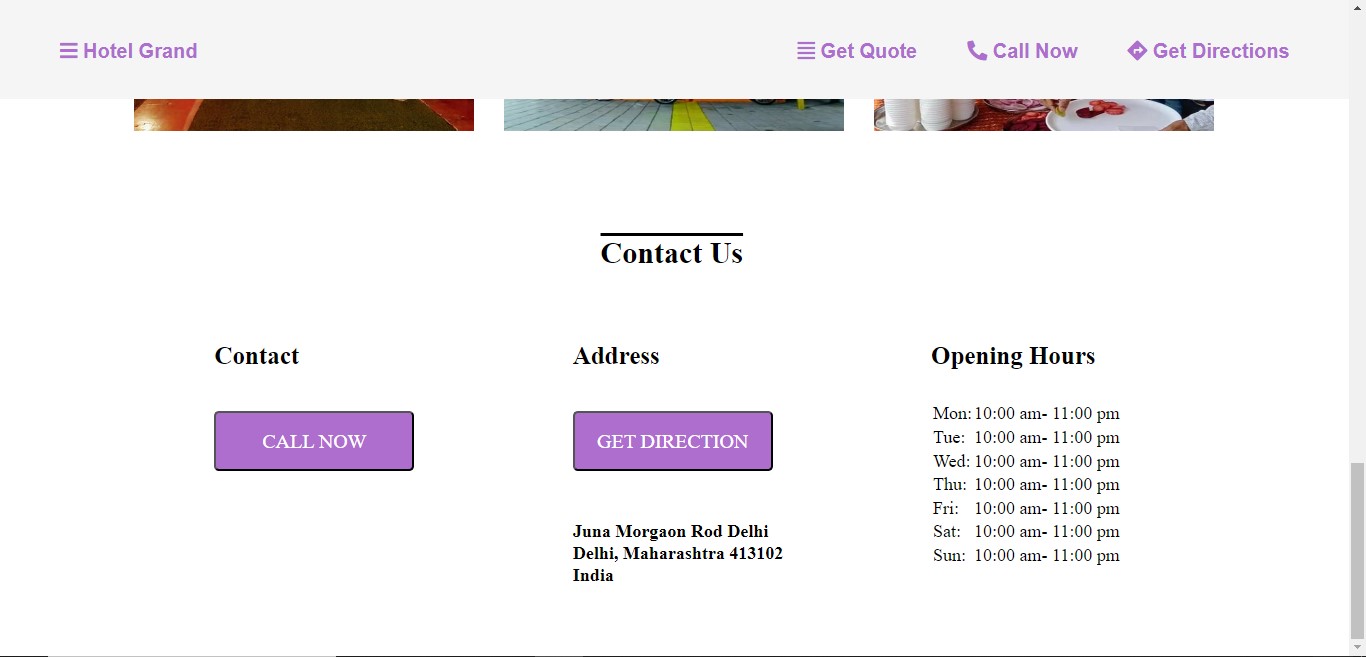 Hotel Grand
Get Quote
Call Now
Get Directions
Contact Us
Contact
CALL NOW
Address
GET DIRECTION
Juna Morgaon Rod Delhi
Delhi, Maharashtra 413102
India
Opening Hours
Mon: 10:00 am- 11:00 pm
Tue: 10:00 am- 11:00 pm
Wed: 10:00 am- 11:00 pm
Thu: 10:00 am- 11:00 pm
Fri: 10:00 am- 11:00 pm
Sat: 10:00 am- 11:00 pm
Sun: 10:00 am- 11:00 pm